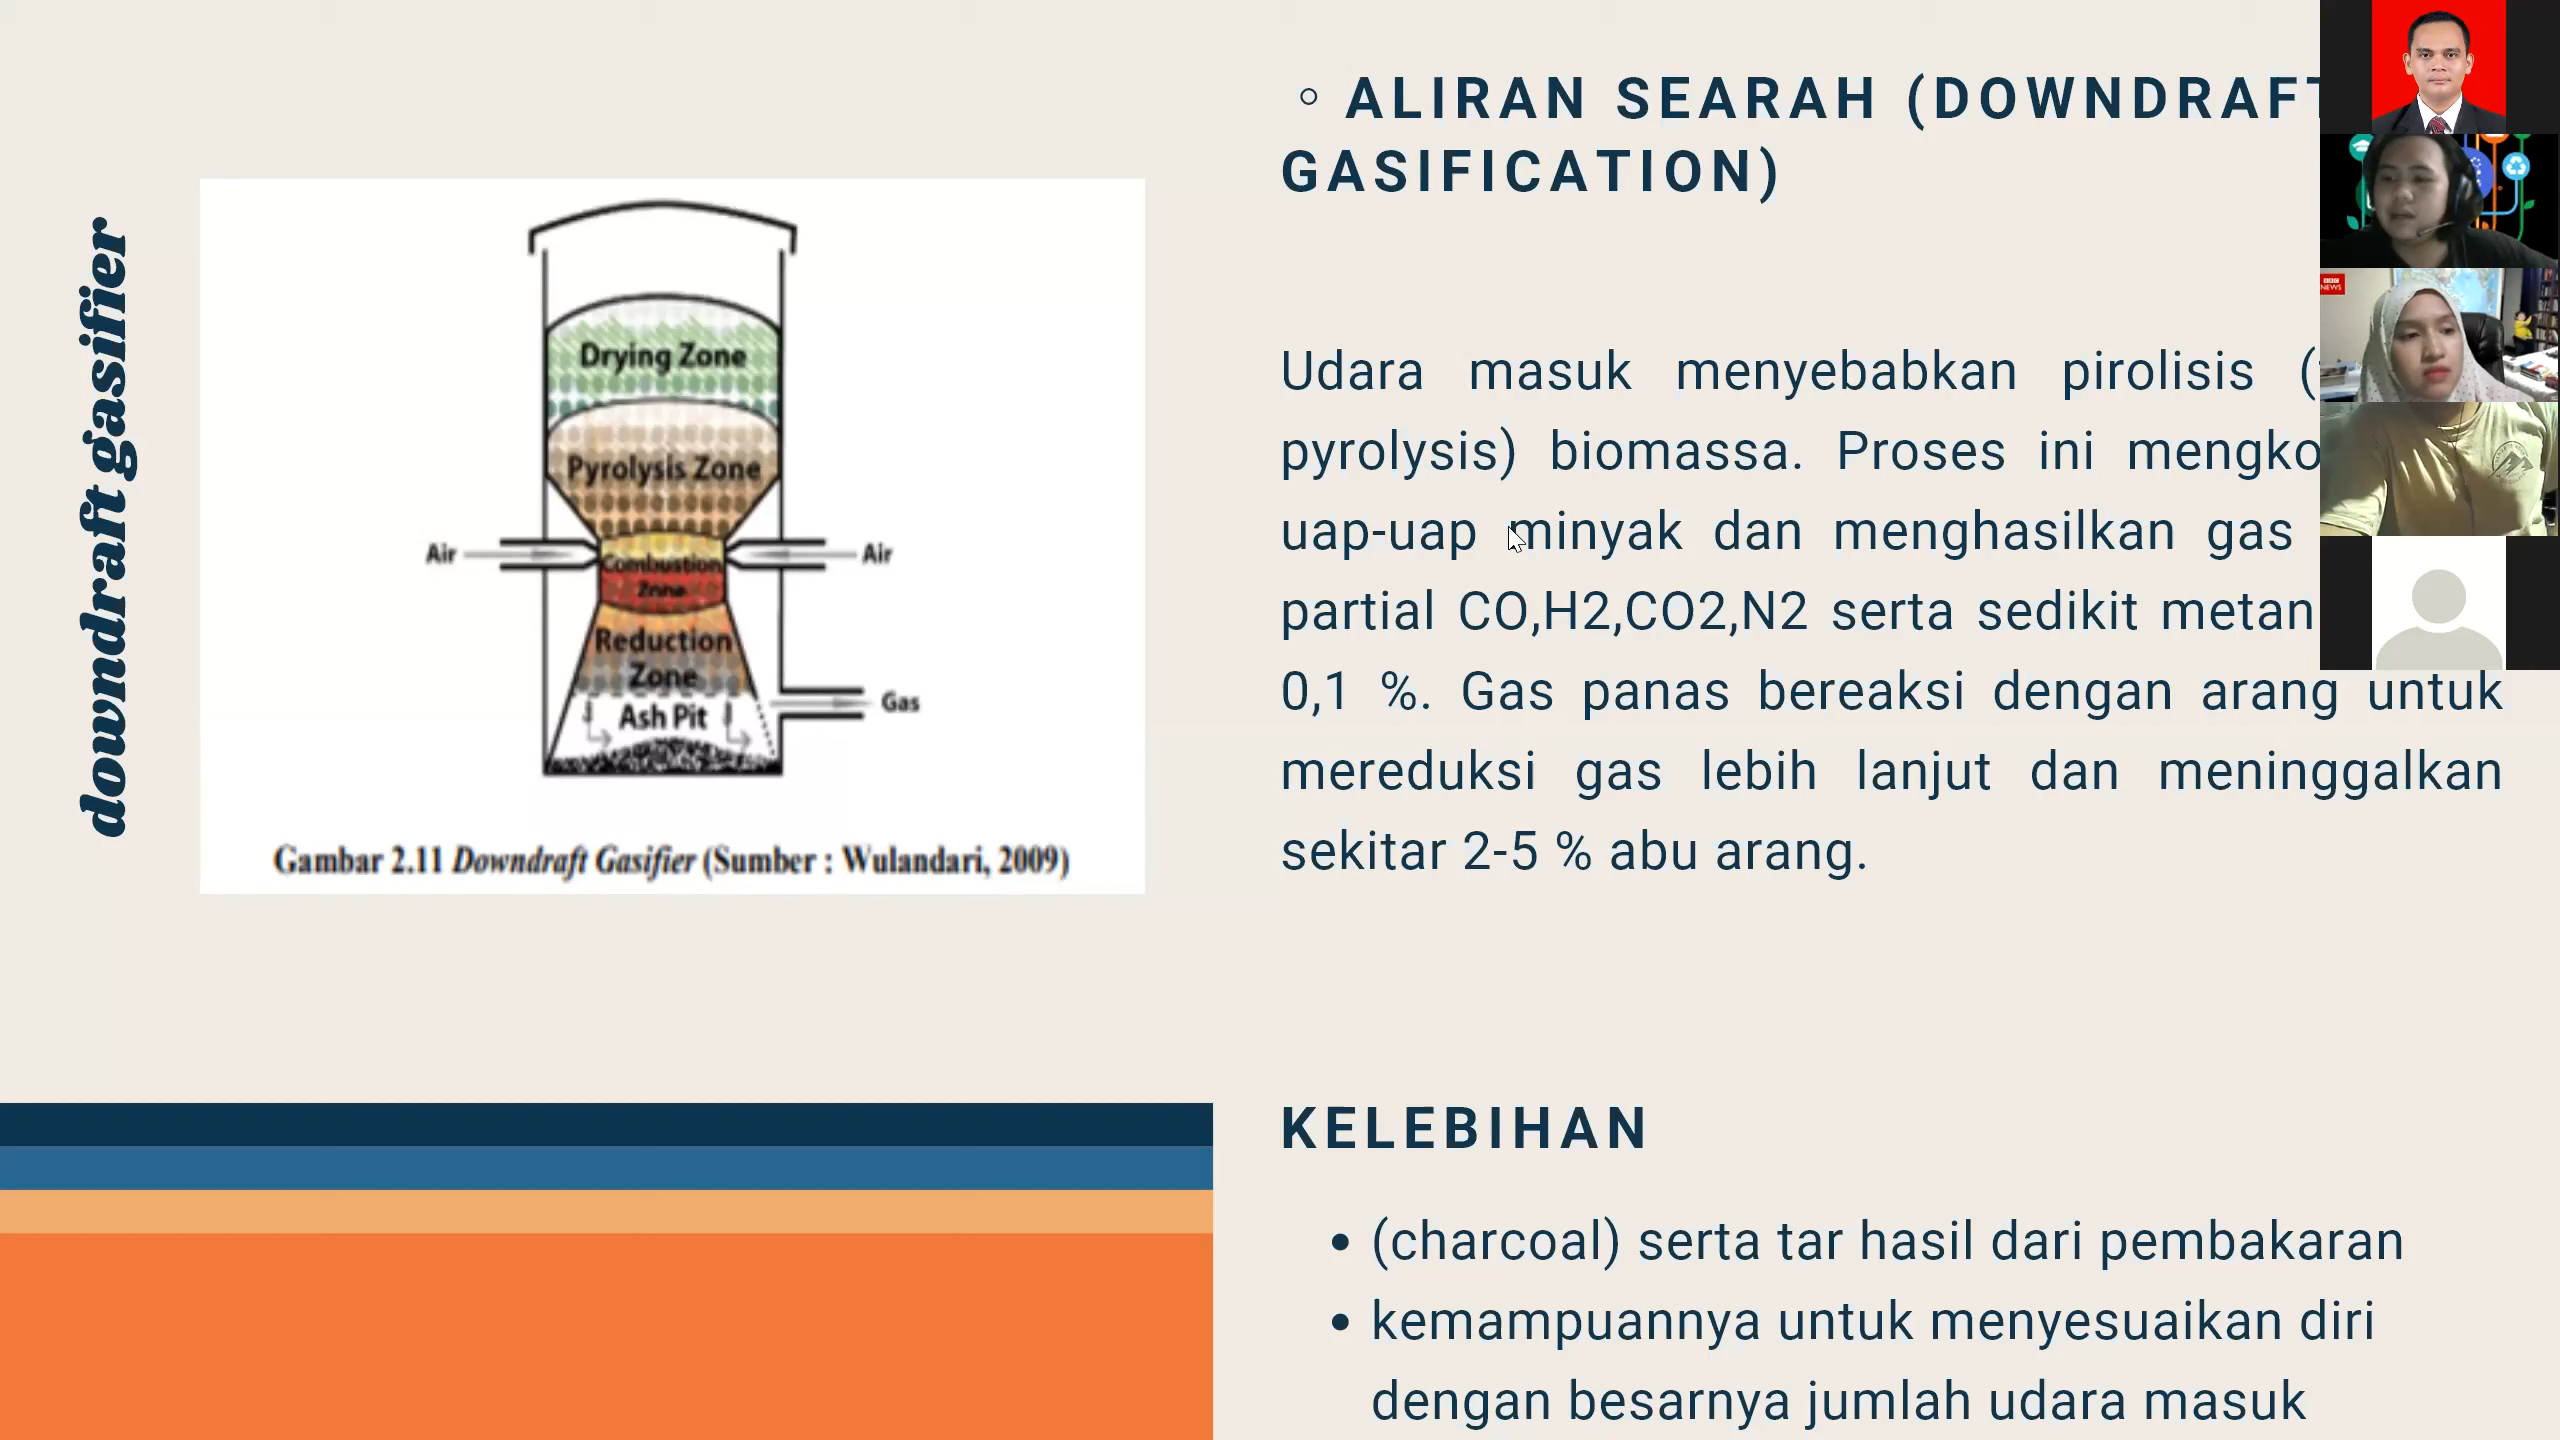 downdraft gasifier
Drying Zone
Pyrolysis Zone
Air
Air
Combustion
Zone
Reduction
Zone
Ash Pit
Gas
Gambar 2.11 Downdraft Gasifier (Sumber : Wulandari, 2009)
ALIRAN SEARAH (DOWNDRAFT
GASIFICATION)
Udara masuk menyebabkan pirolisis (
pyrolysis) biomassa. Proses ini
uap-uap minyak dan menghasilkan gas
partial CO,H2,CO2,N2 serta sedikit metan
0,1 %. Gas panas bereaksi dengan arang untuk
mereduksi gas lebih lanjut dan meninggalkan
sekitar 2-5 % abu arang.
KELEBIHAN
• (charcoal) serta tar hasil dari pembakaran
• kemampuannya untuk menyesuaikan diri
dengan besarnya jumlah udara masuk
BBC
NEWS